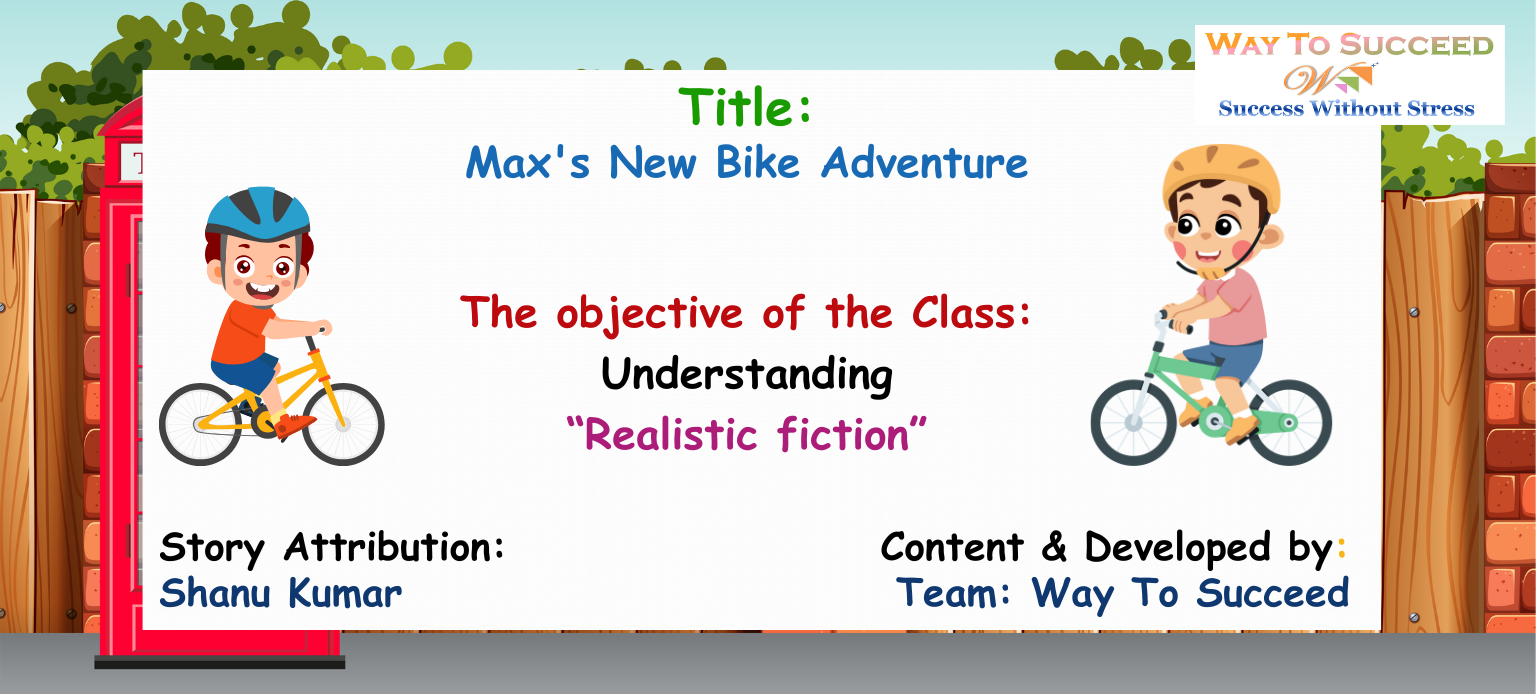 WAY TO SUCCEED
Success Without Stress
Title:
Max's New Bike Adventure
The objective of the Class:
Understanding
“Realistic fiction”
Story Attribution:
Shanu Kumar
Content & Developed by:
Team: Way To Succeed